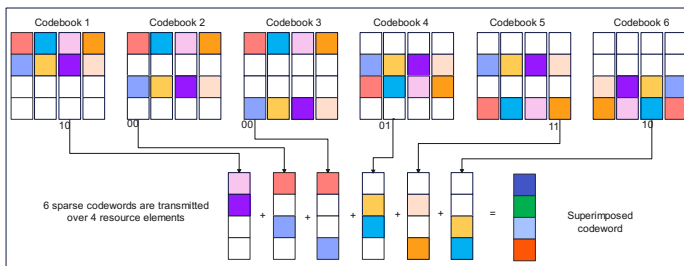 Codebook 1 Codebook 2 Codebook 3 Codebook 4 Codebook 5 Codebook 6
10 00 00 01 11 10
6 sparse codewords are transmitted
over 4 resource elements
+ + + + + =
Superimposed
codeword